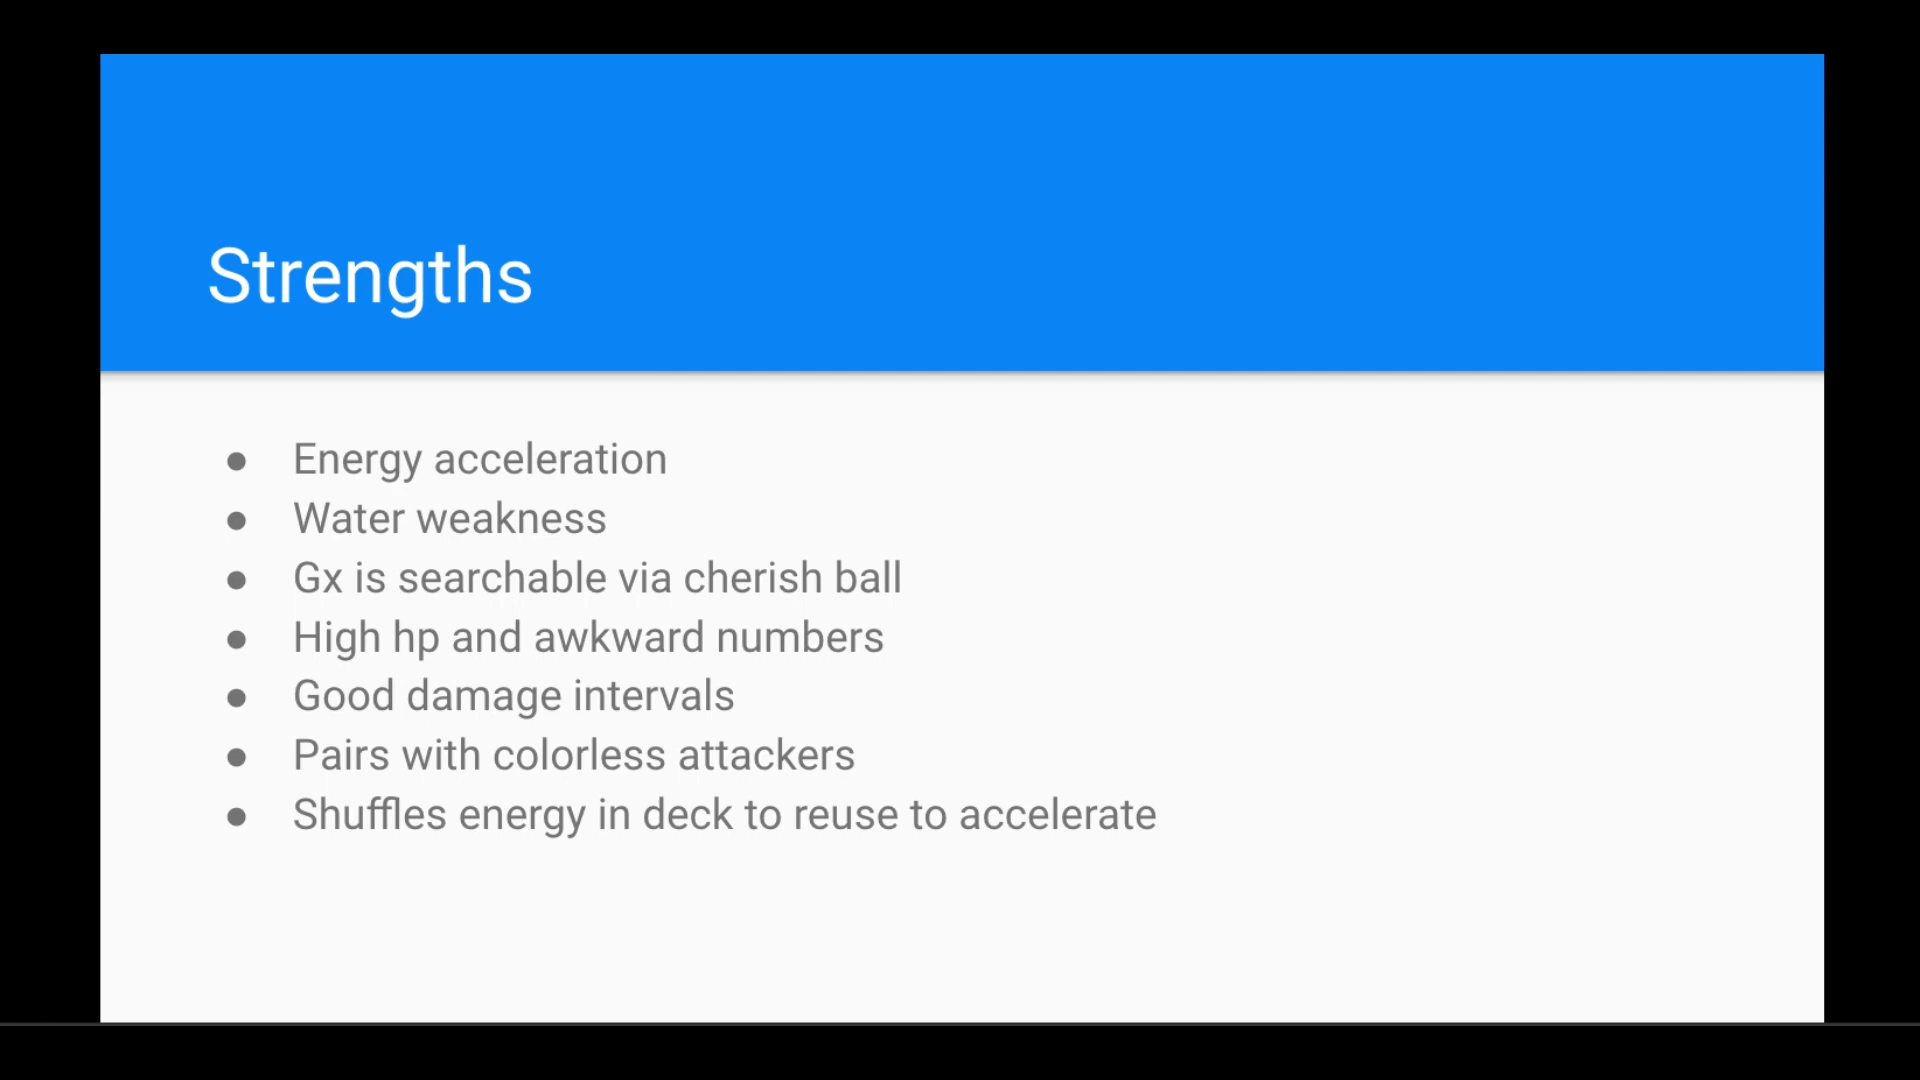 Strengths
● Energy acceleration
● Water weakness
● Gx is searchable via cherish ball
● High hp and awkward numbers
● Good damage intervals
● Pairs with colorless attackers
● Shuffles energy in deck to reuse to accelerate